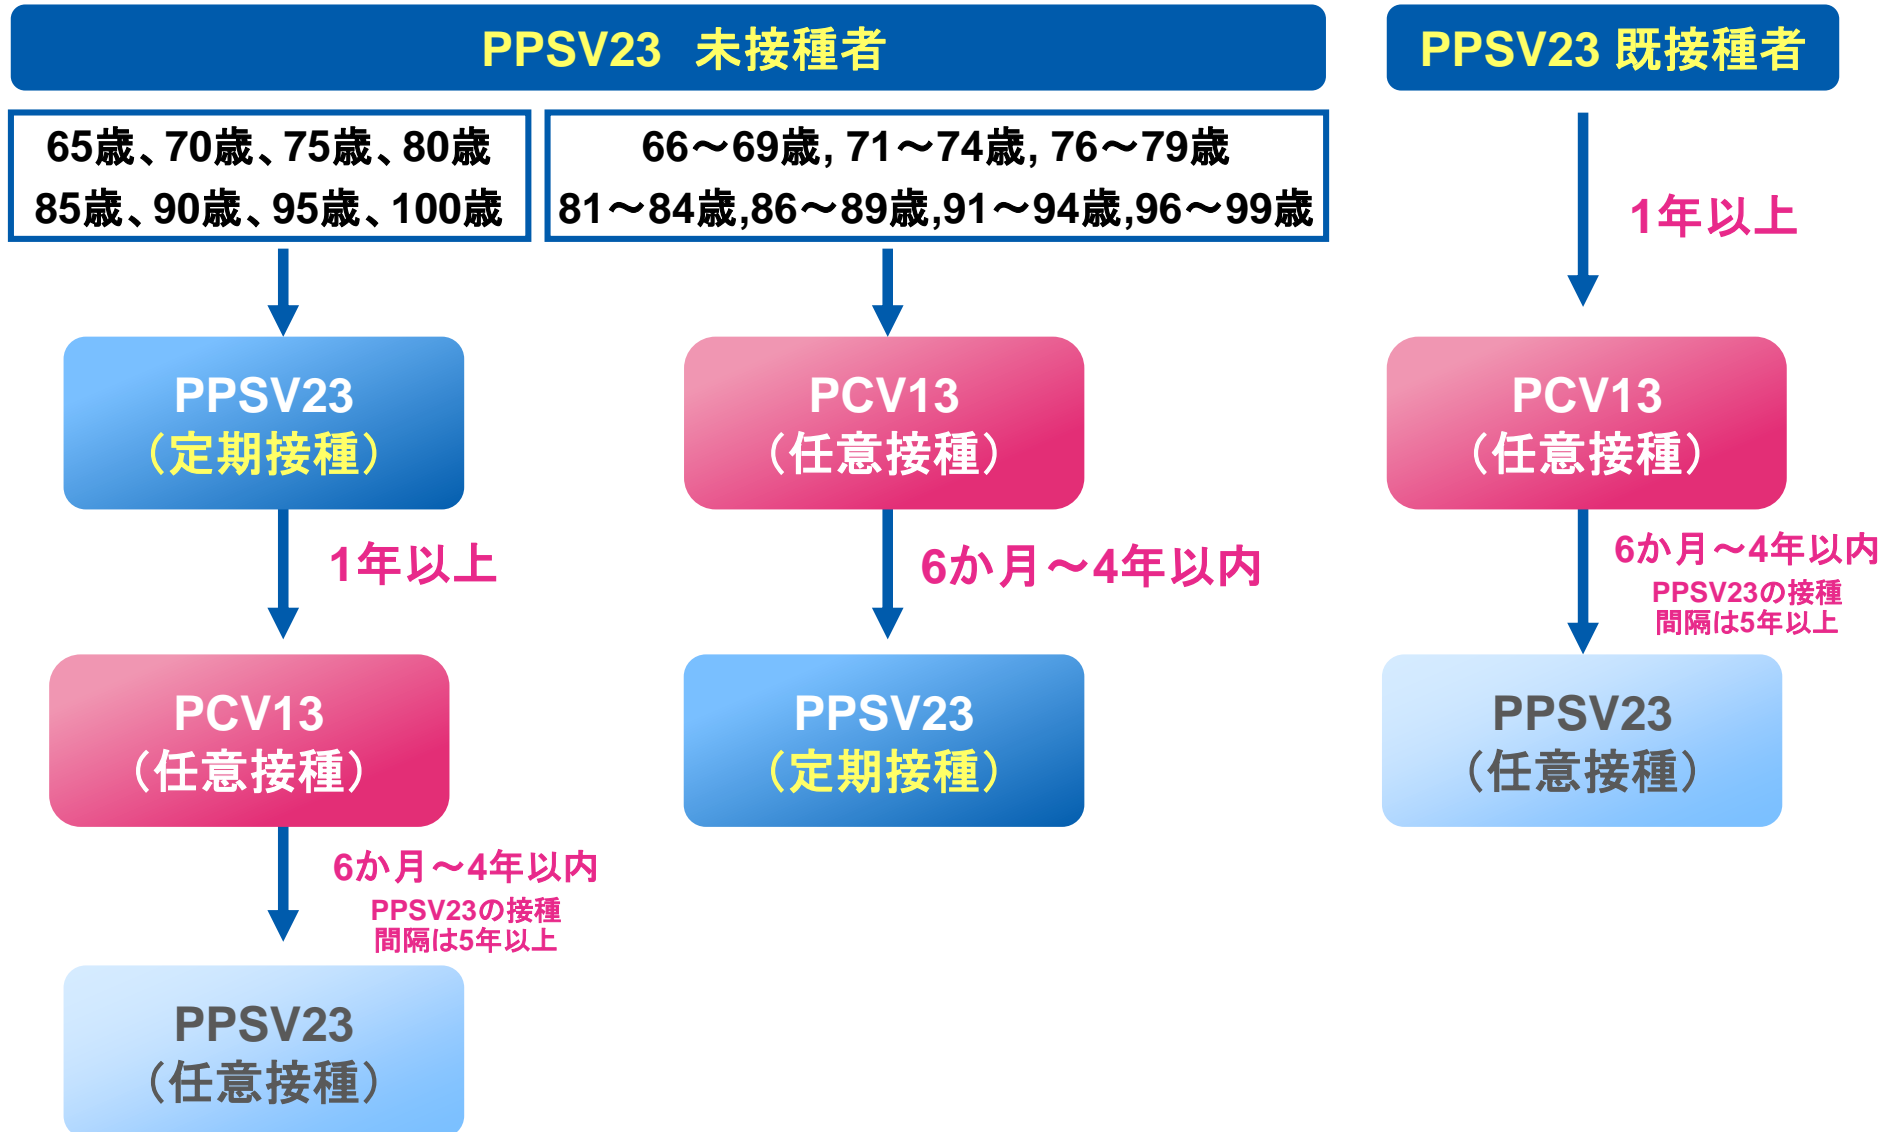 PPSV23 未接種者
65歳、70歳、75歳、80歳
85歳、90歳、95歳、100歳
PPSV23
（定期接種）
1年以上
PCV13
（任意接種）
6か月～4年以内
PPSV23の接種
間隔は5年以上
PPSV23
（任意接種）
66～69歳, 71～74歳, 76～79歳
81～84歳,86～89歳,91～94歳,96～99歳
PCV13
（任意接種）
6か月～4年以内
PPSV23
（定期接種）
PPSV23 既接種者
1年以上
PCV13
（任意接種）
6か月～4年以内
PPSV23の接種
間隔は5年以上
PPSV23
（任意接種）